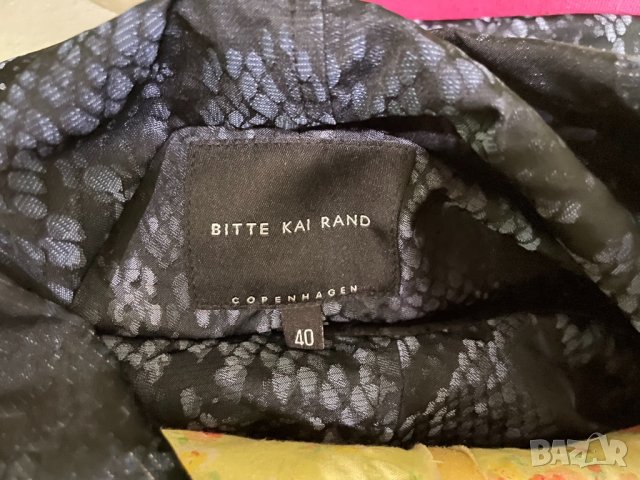 BITTE KAI RAND
COPENHAGEN
40
BAZAR